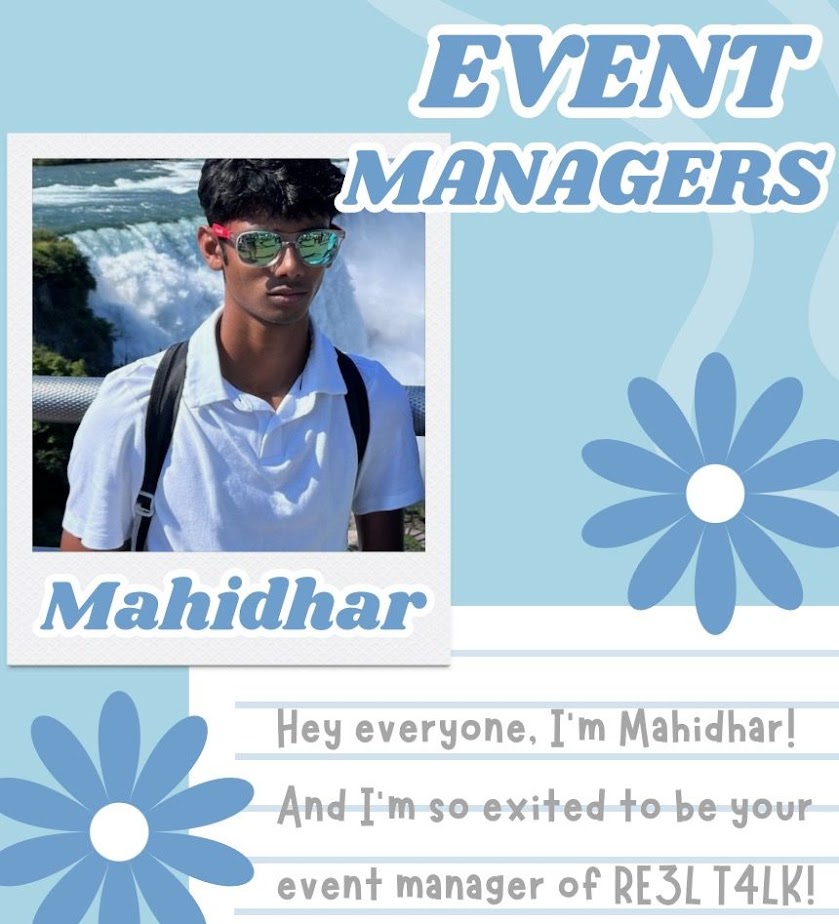 EVENT
MANAGERS
Mahidhar
Hey everyone, I'm Mahidhar!
And I'm so exited to be your
event manager of RE3L T4LK!